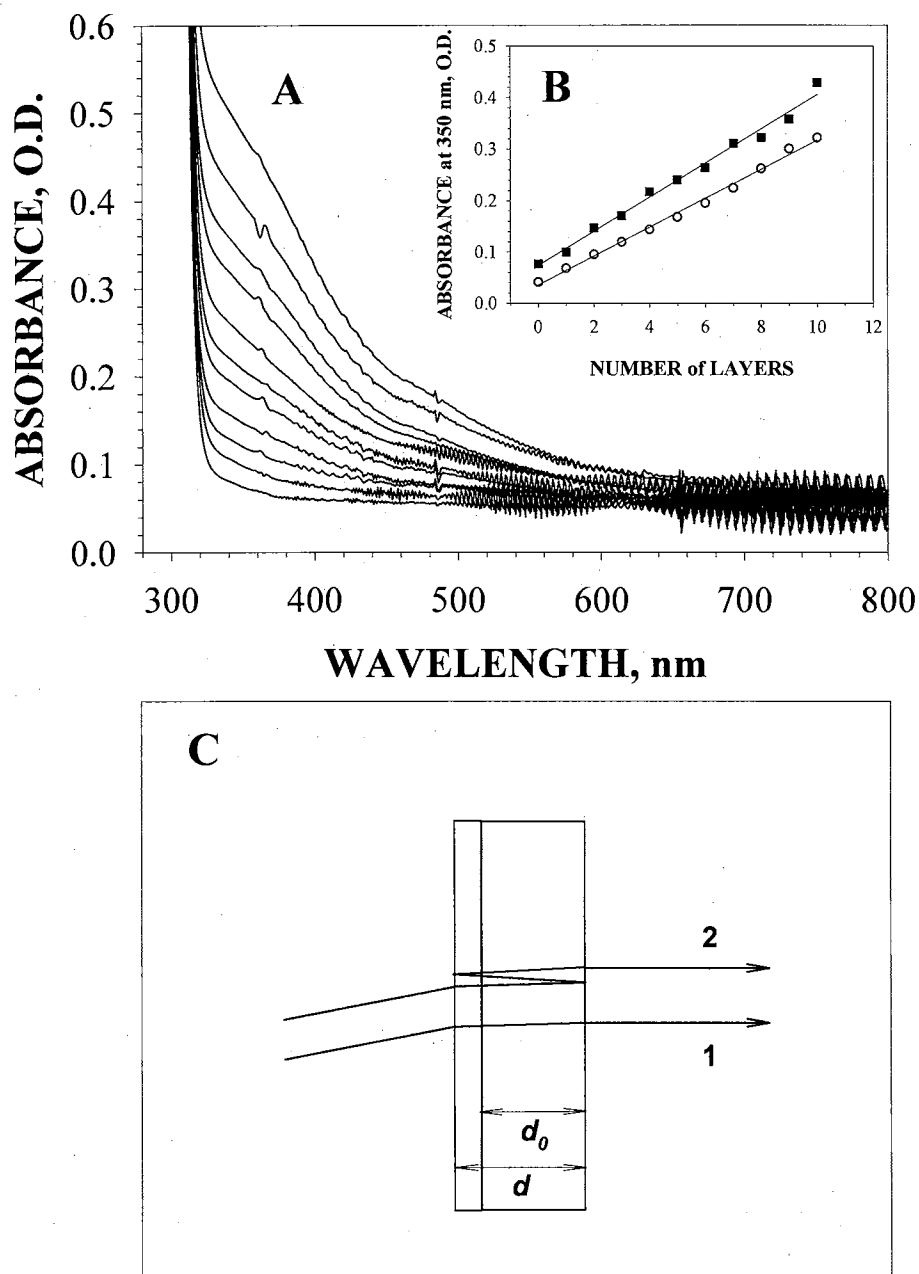 A
ABSORBANCE, O.D.
0.6
0.5
0.4
0.3
0.2
0.1
0.0
300 400 500 600 700 800
WAVELENGTH, nm
B
ABSORBANCE at 350 nm, O.D.
0.5
0.4
0.3
0.2
0.1
0.0
0 2 4 6 8 10 12
NUMBER of LAYERS
C
2
1
d0
d